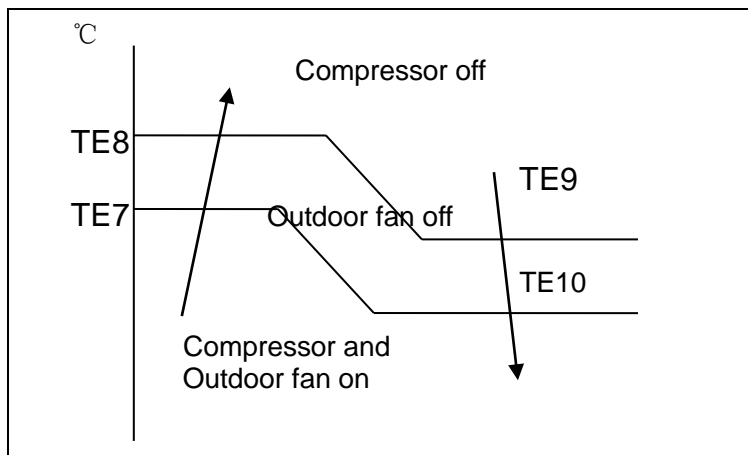 ℃
Compressor off
TE8
TE9
TE7
Outdoor fan off
TE10
Compressor and
Outdoor fan on